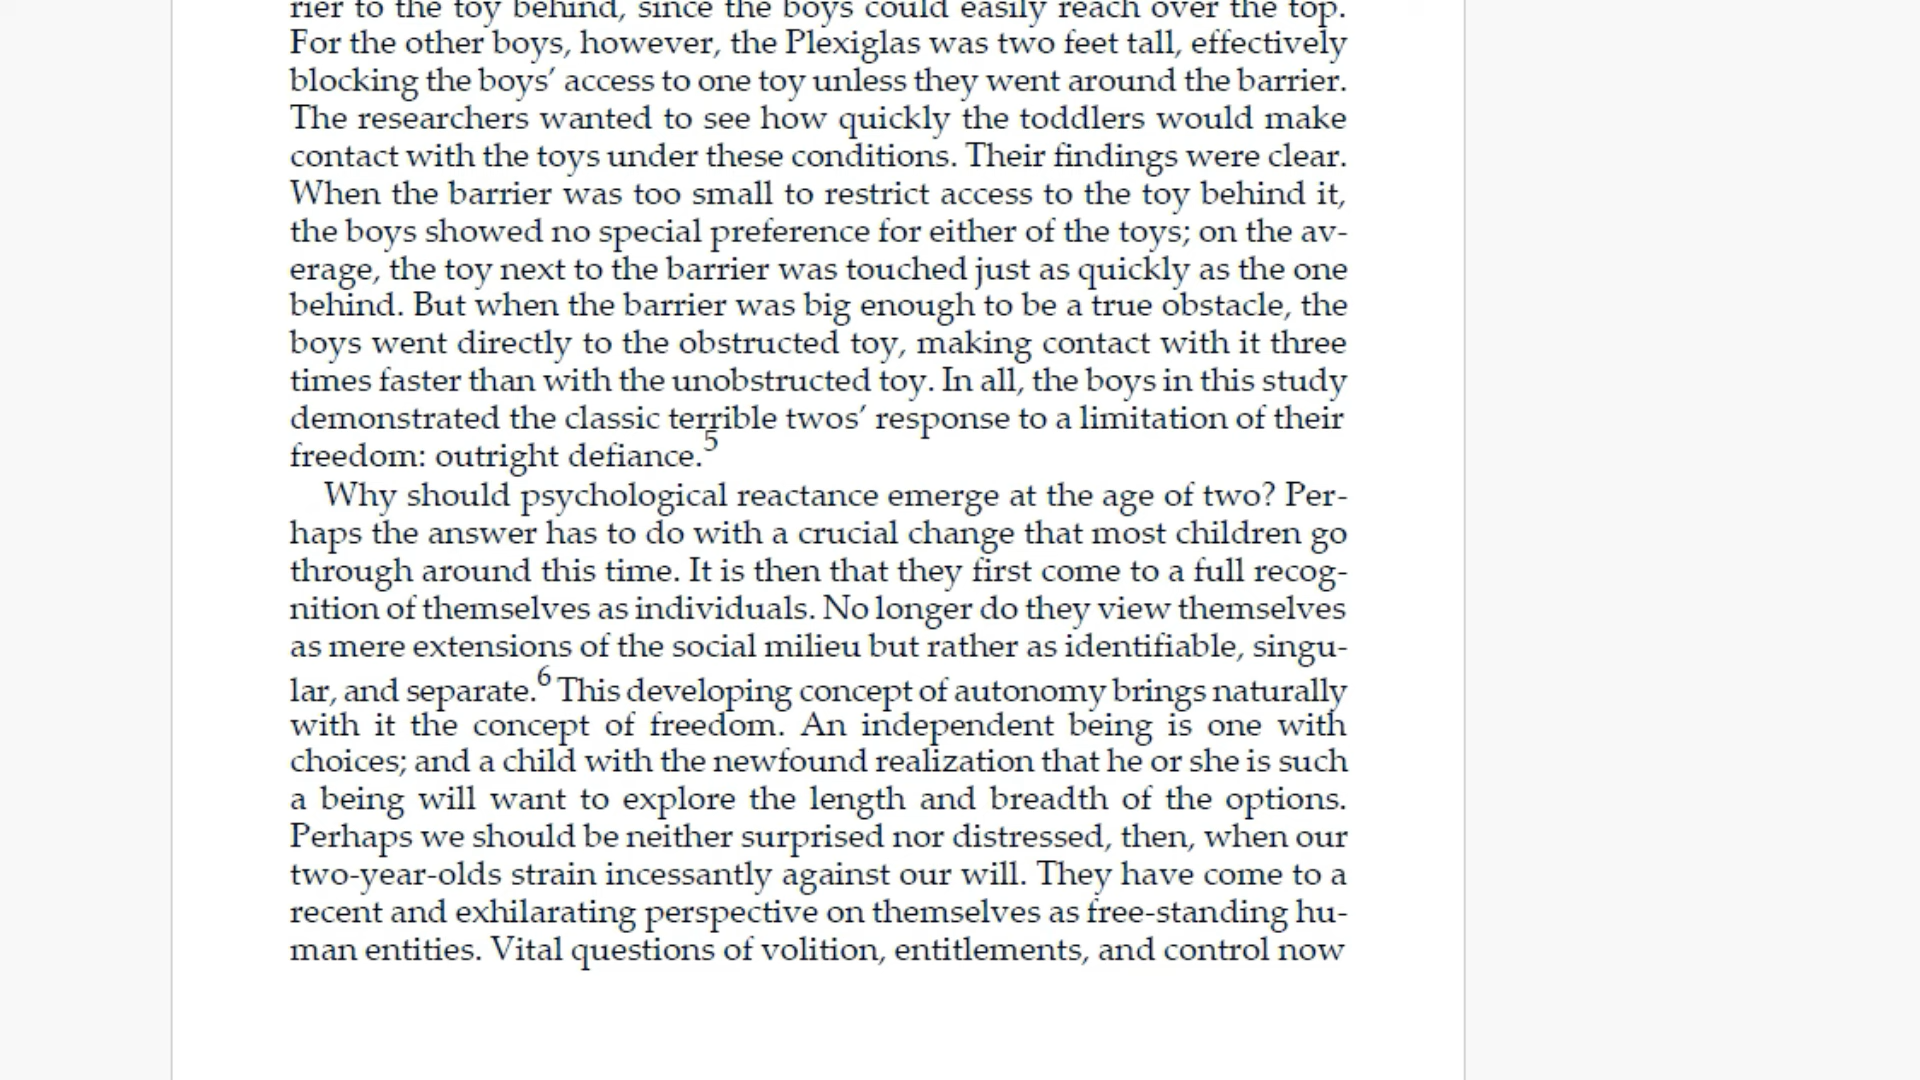 rier to the toy behind, since the boys could easily reach over the top.
For the other boys, however, the Plexiglas was two feet tall, effectively
blocking the boys’ access to one toy unless they went around the barrier.
The researchers wanted to see how quickly the toddlers would make
contact with the toys under these conditions. Their findings were clear.
When the barrier was too small to restrict access to the toy behind it,
the boys showed no special preference for either of the toys; on the av-
erage, the toy next to the barrier was touched just as quickly as the one
behind. But when the barrier was big enough to be a true obstacle, the
boys went directly to the obstructed toy, making contact with it three
times faster than with the unobstructed toy. In all, the boys in this study
demonstrated the classic terrible twos’ response to a limitation of their
freedom: outright defiance.5
Why should psychological reactance emerge at the age of two? Per-
haps the answer has to do with a crucial change that most children go
through around this time. It is then that they first come to a full recog-
nition of themselves as individuals. No longer do they view themselves
as mere extensions of the social milieu but rather as identifiable, singu-
lar, and separate.6 This developing concept of autonomy brings naturally
with it the concept of freedom. An independent being is one with
choices; and a child with the newfound realization that he or she is such
a being will want to explore the length and breadth of the options.
Perhaps we should be neither surprised nor distressed, then, when our
two-year-olds strain incessantly against our will. They have come to a
recent and exhilarating perspective on themselves as free-standing hu-
man entities. Vital questions of volition, entitlements, and control now